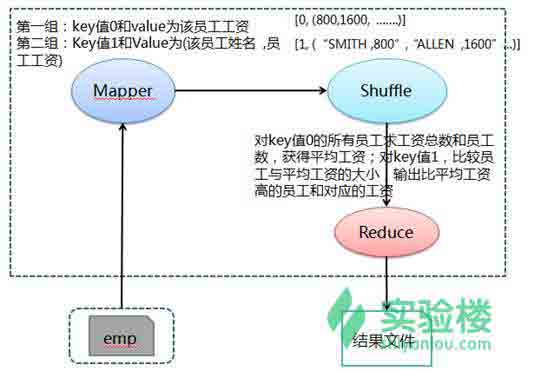 第一组：key值0和value为该员工工资
第二组：Key值1和Value为(该员工姓名 ,员
工工资)
[0, (800,1600, .......)]
[1, ( “SMITH ,800” , “ALLEN ,1600” ...)]
Mapper
Shuffle
对key值0的所有员工求工资总数和员工
数，获得平均工资；对key值1，比较员
工与平均工资的大小，输出比平均工资
高的员工和对应的工资
Reduce
emp
结果文件
实验楼
shiyanlou.com